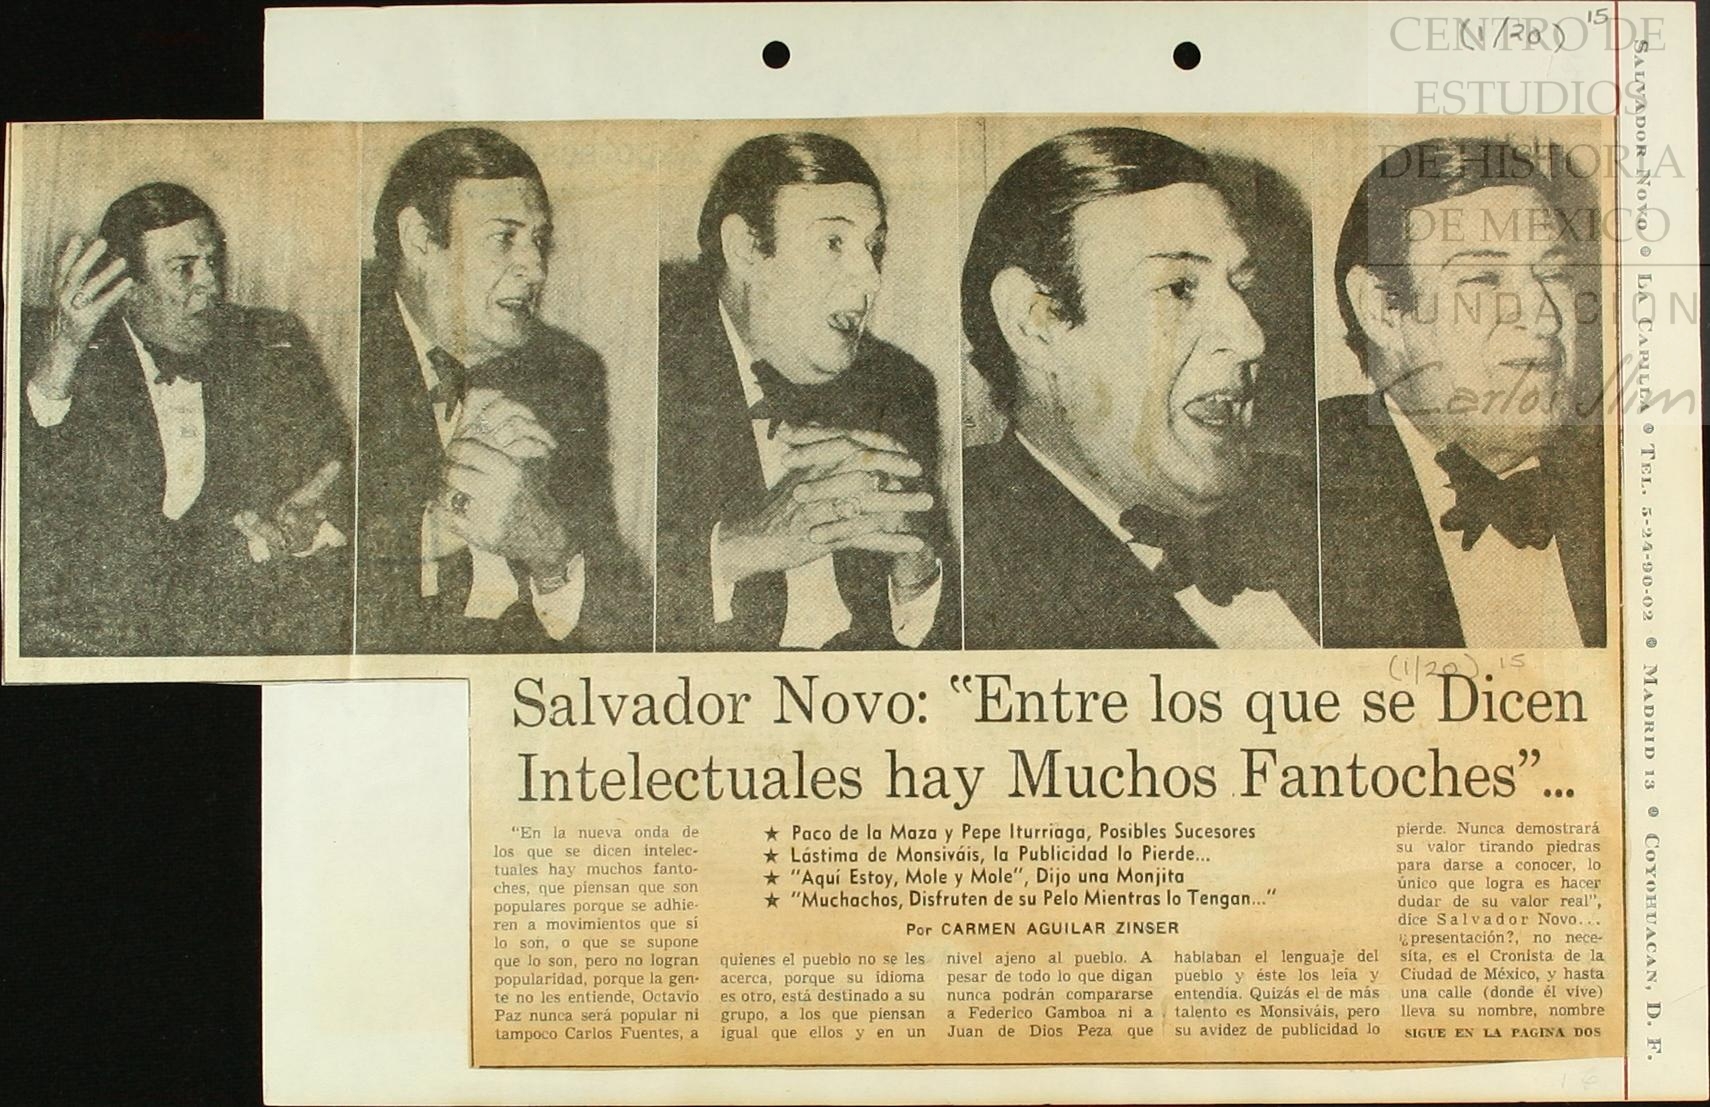 (1/20) 15
CENTRO DE
ESTUDIOS
DE HISTORIA
DE MÉXICO
FUNDACIÓN
Carlos Slim
SALVADOR NOVO ● LA CAPILLA ● TEL. 5-24-90-02 ● MADRID 13 ● COYOHUACAN, D. F.
(1/20) 15
Salvador Novo: “Entre los que se Dicen
Intelectuales hay Muchos Fantoches”...
★ Paco de la Maza y Pepe Iturriaga, Posibles Sucesores
★ Lástima de Monsiváis, la Publicidad lo Pierde...
★ "Aquí Estoy, Mole y Mole", Dijo una Monjita
★ "Muchachos, Disfruten de su Pelo Mientras lo Tengan..."
Por CARMEN AGUILAR ZINSER
“En la nueva onda de
los que se dicen intelec-
tuales hay muchos fanto-
ches, que piensan que son
populares porque se adhie-
ren a movimientos que sí
lo son, o que se supone
que lo son, pero no logran
popularidad, porque la gen-
te no les entiende, Octavio
Paz nunca será popular ni
tampoco Carlos Fuentes, a
quienes el pueblo no se les
acerca, porque su idioma
es otro, está destinado a su
grupo, a los que piensan
igual que ellos y en un
nivel ajeno al pueblo. A
pesar de todo lo que digan
nunca podrán compararse
a Federico Gamboa ni a
Juan de Dios Peza que
hablaban el lenguaje del
pueblo y éste los leía y
entendía. Quizás el de más
talento es Monsiváis, pero
su avidez de publicidad lo
pierde. Nunca demostrará
su valor tirando piedras
para darse a conocer, lo
único que logra es hacer
dudar de su valor real”,
dice Salvador Novo...
¿presentación?, no nece-
sita, es el Cronista de la
Ciudad de México, y hasta
una calle (donde él vive)
lleva su nombre, nombre
SIGUE EN LA PAGINA DOS